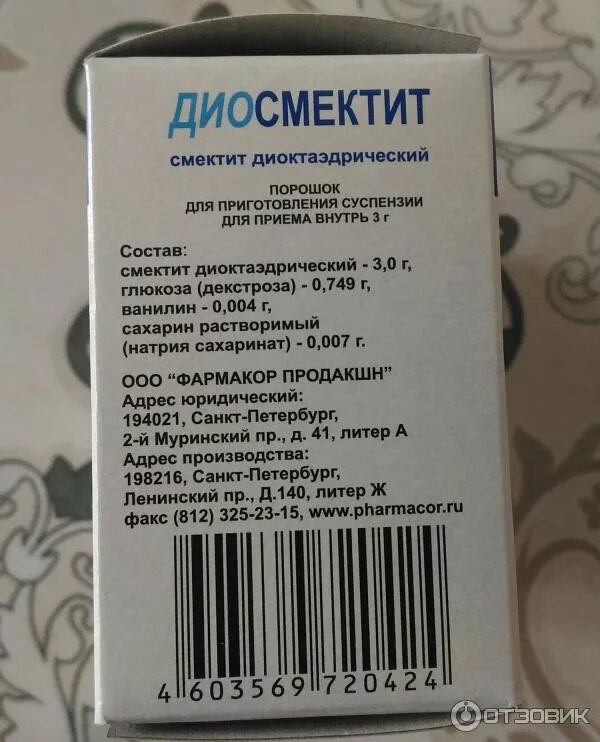 ДИОСМЕКТИТ
смектит диоктаэдрический
ПОРОШОК
ДЛЯ ПРИГОТОВЛЕНИЯ СУСПЕНЗИИ
ДЛЯ ПРИЕМА ВНУТРЬ 3 г
Состав:
смектит диоктаэдрический - 3,0 г,
глюкоза (декстроза) - 0,749 г,
ванилин - 0,004 г,
сахарин растворимый
(натрия сахаринат) - 0,007 г.
ООО “ФАРМАКОР ПРОДАКШН”
Адрес юридический:
194021, Санкт-Петербург,
2-й Муринский пр., д. 41, литер А
Адрес производства:
198216, Санкт-Петербург,
Ленинский пр., Д.140, литер Ж
факс (812) 325-23-15, www.pharmacor.ru
4 603569 720424
ОТЗОВИК